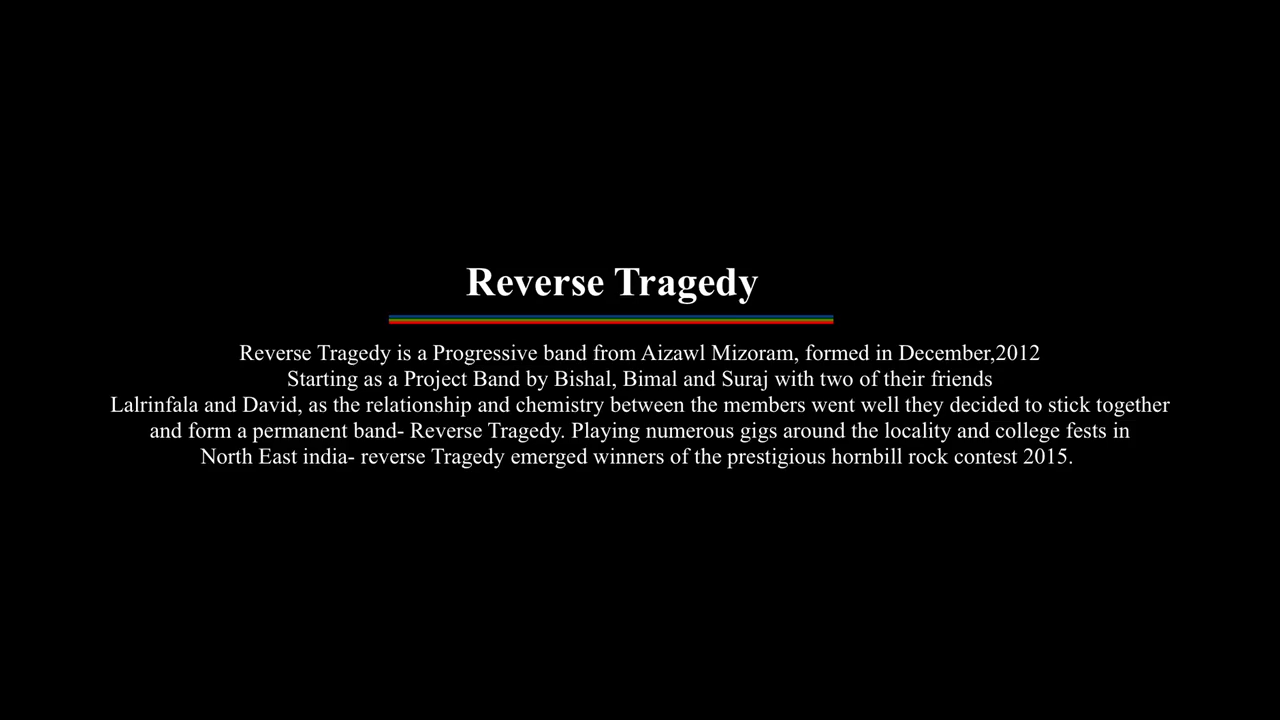 Reverse Tragedy
Reverse Tragedy is a Progressive band from Aizawl Mizoram, formed in December,2012
Starting as a Project Band by Bishal, Bimal and Suraj with two of their friends
Lalrinfala and David, as the relationship and chemistry between the members went well they decided to stick together
and form a permanent band- Reverse Tragedy. Playing numerous gigs around the locality and college fests in
North East india- reverse Tragedy emerged winners of the prestigious hornbill rock contest 2015.